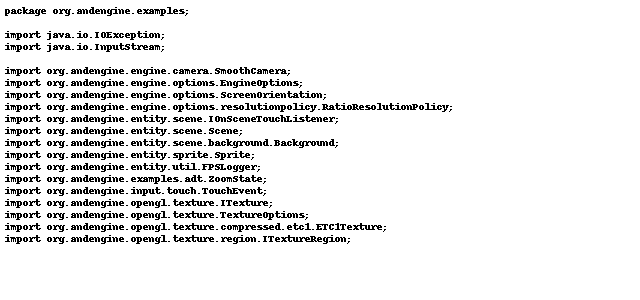 package org.andengine.examples;
import java.io.IOException;
import java.io.InputStream;
import org.andengine.engine.camera.SmoothCamera;
import org.andengine.engine.options.EngineOptions;
import org.andengine.engine.options.ScreenOrientation;
import org.andengine.engine.options.resolutionpolicy.RatioResolutionPolicy;
import org.andengine.entity.scene.IOnSceneTouchListener;
import org.andengine.entity.scene.Scene;
import org.andengine.entity.scene.background.Background;
import org.andengine.entity.sprite.Sprite;
import org.andengine.entity.util.FPSLogger;
import org.andengine.examples.adt.ZoomState;
import org.andengine.input.touch.TouchEvent;
import org.andengine.opengl.texture.ITexture;
import org.andengine.opengl.texture.TextureOptions;
import org.andengine.opengl.texture.compressed.etc1.ETC1Texture;
import org.andengine.opengl.texture.region.ITextureRegion;